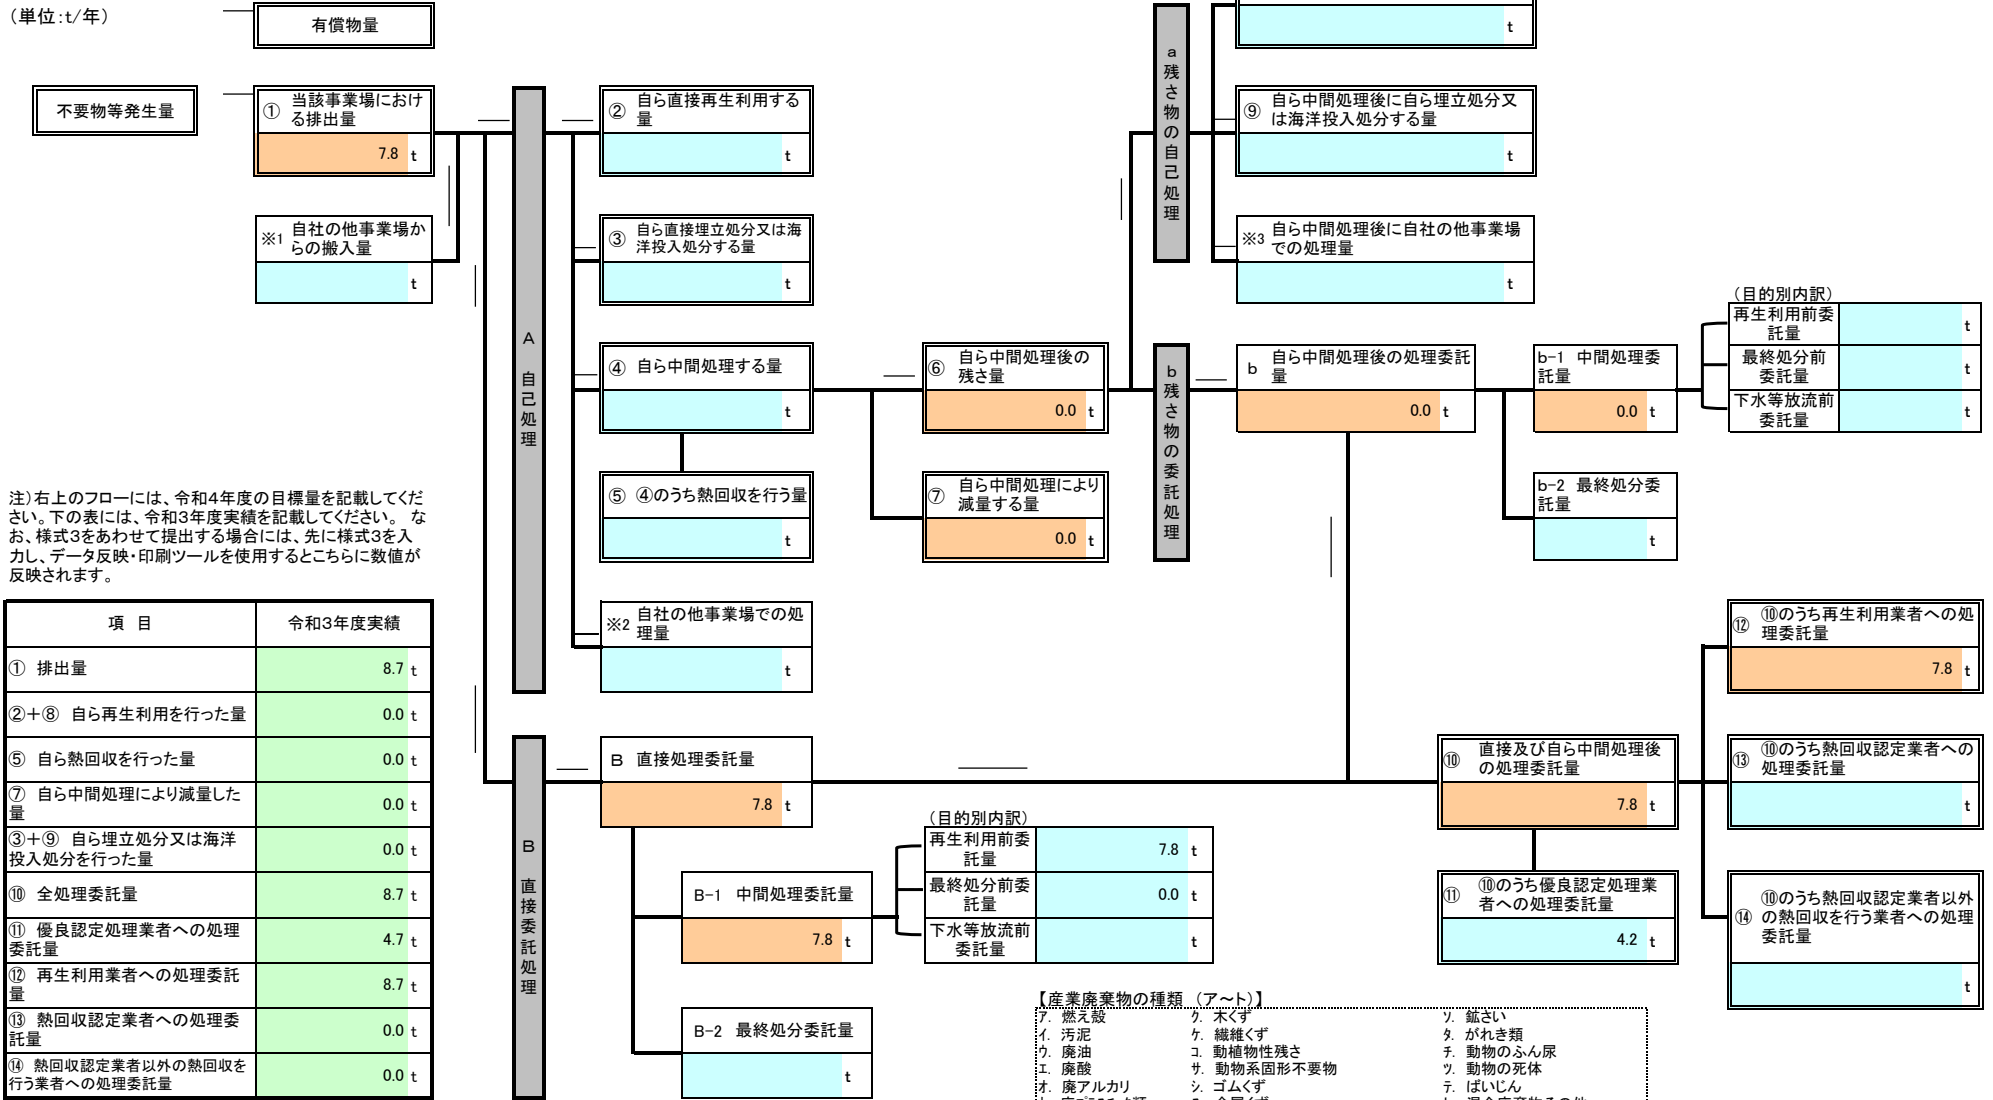 (単位:t/年)
有償物量
t
不要物等発生量
① 当該事業場におけ
る排出量
7.8 t
※1 自社の他事業場か
らの搬入量
t
A 自己処理
② 自ら直接再生利用する
量
t
③ 自ら直接埋立処分又は海
洋投入処分する量
t
④ 自ら中間処理する量
t
⑤ ④のうち熱回収を行う量
t
※2 自社の他事業場での処
理量
t
⑥ 自ら中間処理後の
残さ量
0.0 t
⑦ 自ら中間処理により
減量する量
0.0 t
a 残さ物の自己処理
⑨ 自ら中間処理後に自ら埋立処分又
は海洋投入処分する量
t
※3 自ら中間処理後に自社の他事業場
での処理量
t
b 残さ物の委託処理
b 自ら中間処理後の処理委託
量
0.0 t
b-1 中間処理委
託量
0.0 t
b-2 最終処分委
託量
t
(目的別内訳)
再生利用前委
託量
t
最終処分前
委託量
t
下水等放流前
委託量
t
注)右上のフローには、令和4年度の目標量を記載してくだ
さい。下の表には、令和3年度実績を記載してください。 な
お、様式3をあわせて提出する場合には、先に様式3を入
力し、データ反映・印刷ツールを使用するとこちらに数値が
反映されます。
項 目 令和3年度実績
① 排出量 8.7 t
②+⑧ 自ら再生利用を行った量 0.0 t
⑤ 自ら熱回収を行った量 0.0 t
⑦ 自ら中間処理により減量した
量 0.0 t
③+⑨ 自ら埋立処分又は海洋
投入処分を行った量 0.0 t
⑩ 全処理委託量 8.7 t
⑪ 優良認定処理業者への処理
委託量 4.7 t
⑫ 再生利用業者への処理委託
量 8.7 t
⑬ 熱回収認定業者への処理委
託量 0.0 t
⑭ 熱回収認定業者以外の熱回収を
行う業者への処理委託量 0.0 t
B 直接委託処理
B 直接処理委託量
7.8 t
B-1 中間処理委託量
7.8 t
B-2 最終処分委託量
t
(目的別内訳)
再生利用前委
託量
7.8 t
最終処分前委
託量
0.0 t
下水等放流前
委託量
t
⑩ 直接及び自ら中間処理後
の処理委託量
7.8 t
⑪ ⑩のうち優良認定処理業
者への処理委託量
4.2 t
⑫ ⑩のうち再生利用業者への処
理委託量
7.8 t
⑬ ⑩のうち熱回収認定業者への
処理委託量
t
⑭ ⑩のうち熱回収認定業者以外
の熱回収を行う業者への処理
委託量
t
【産業廃棄物の種類 (ア~ト)】
ア. 燃え殻 ク. 木くず ソ. 鉱さい
イ. 汚泥 ケ. 繊維くず タ. がれき類
ウ. 廃油 コ. 動植物性残さ チ. 動物のふん尿
エ. 廃酸 サ. 動物系固形不要物 ツ. 動物の死体
オ. 廃アルカリ シ. ゴムくず テ. ばいじん